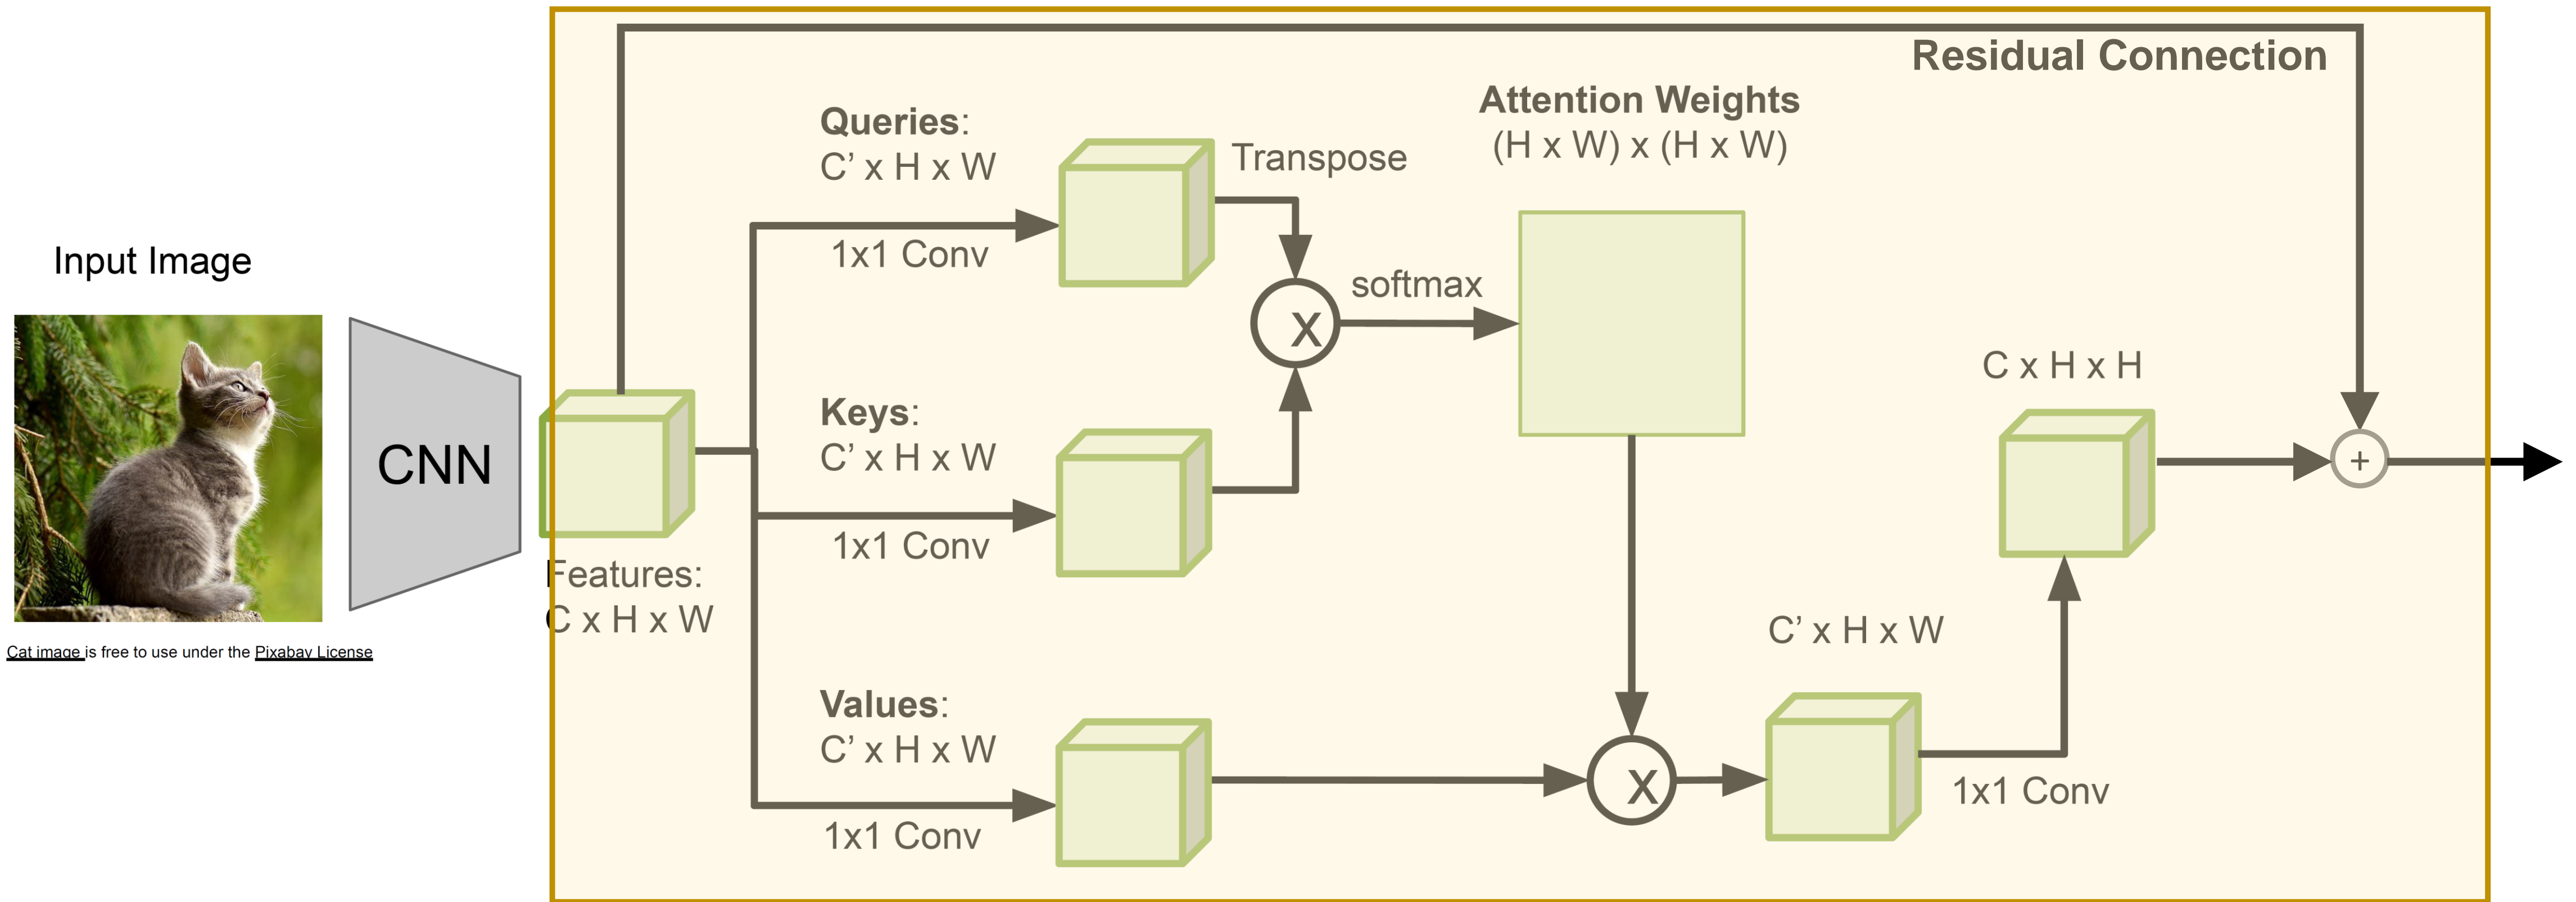 Residual Connection
Attention Weights
(H x W) x (H x W)
Queries:
C’ x H x W
Transpose
1x1 Conv
Input Image
softmax
C x H x H
Keys:
C’ x H x W
CNN
+
X
1x1 Conv
Features:
C x H x W
C’ x H x W
Cat image is free to use under the Pixabay License
Values:
C’ x H x W
X
1x1 Conv
1x1 Conv